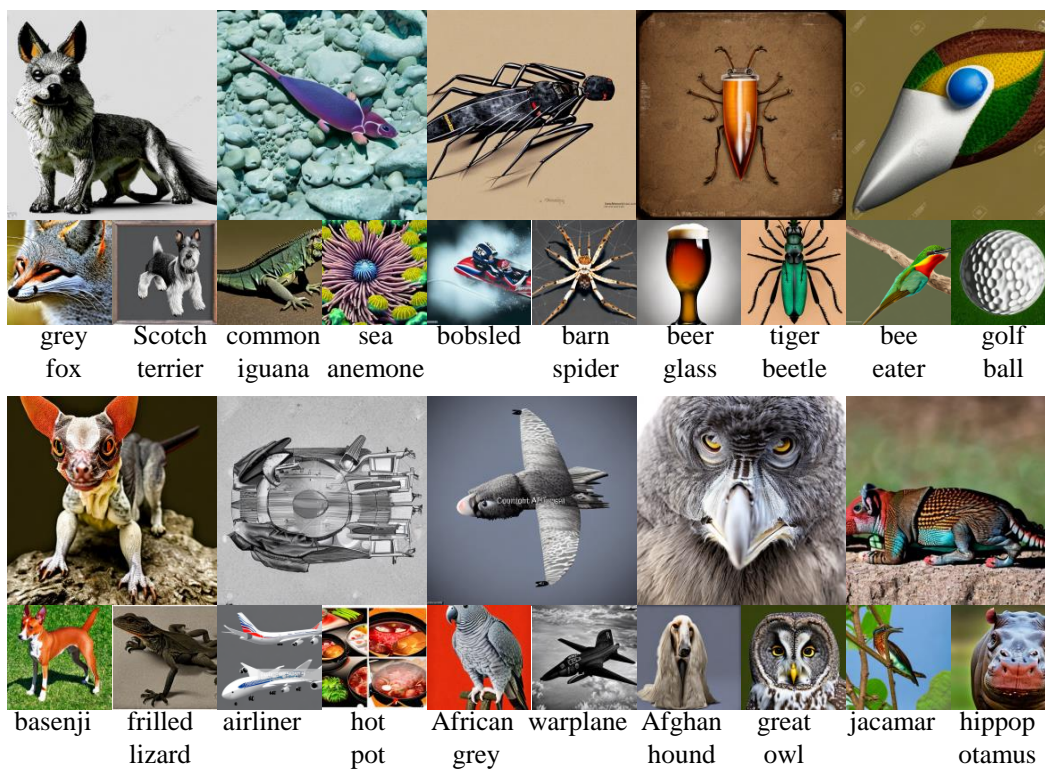 grey Scotch common sea bobsled barn beer tiger bee golf
fox terrier iguana anemone spider glass beetle eater ball
Copyright
basenji frilled airliner hot African warplane Afghan great jacamar hippop
lizard pot grey hound owl otamus